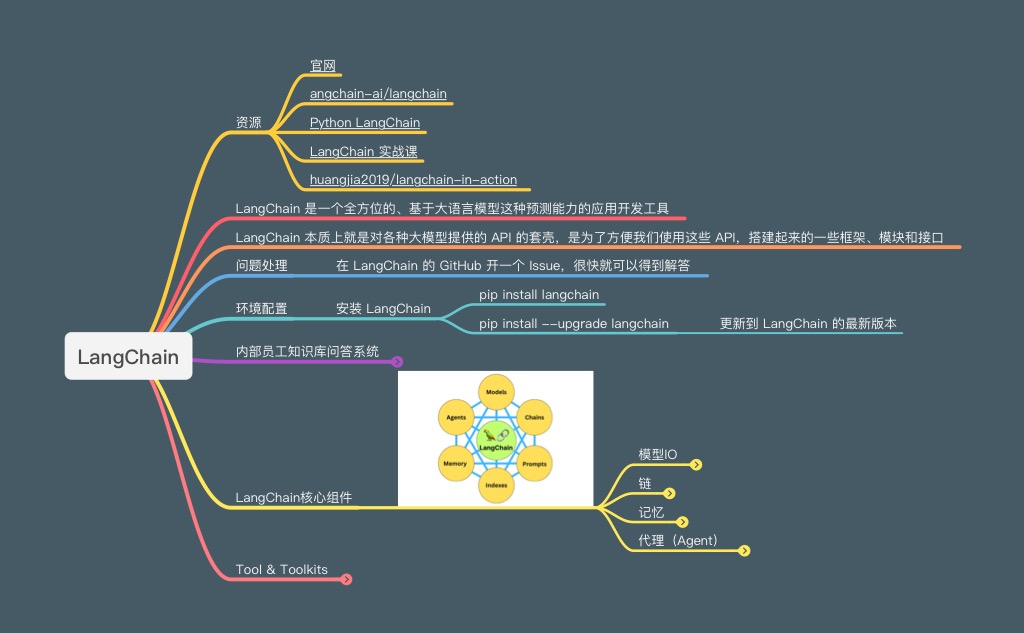 官网
angchain-ai/langchain
资源
Python LangChain
LangChain 实战课
huangjia2019/langchain-in-action
LangChain 是一个全方位的、基于大语言模型这种预测能力的应用开发工具
LangChain 本质上就是对各种大模型提供的 API 的套壳，是为了方便我们使用这些 API，搭建起来的一些框架、模块和接口
问题处理 在 LangChain 的 GitHub 开一个 Issue，很快就可以得到解答
环境配置 安装 LangChain
pip install langchain
pip install --upgrade langchain 更新到 LangChain 的最新版本
LangChain
内部员工知识库问答系统
Models
Agents
Chains
LangChain
Memory
Prompts
Indexes
LangChain核心组件
模型IO
链
记忆
代理（Agent）
Tool & Toolkits